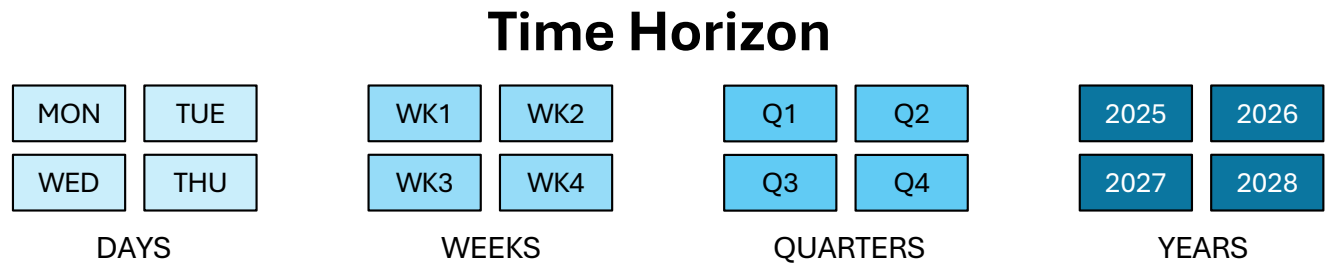 Time Horizon
MON TUE WK1 WK2 Q1 Q2 2025 2026
WED THU WK3 WK4 Q3 Q4 2027 2028
DAYS WEEKS QUARTERS YEARS